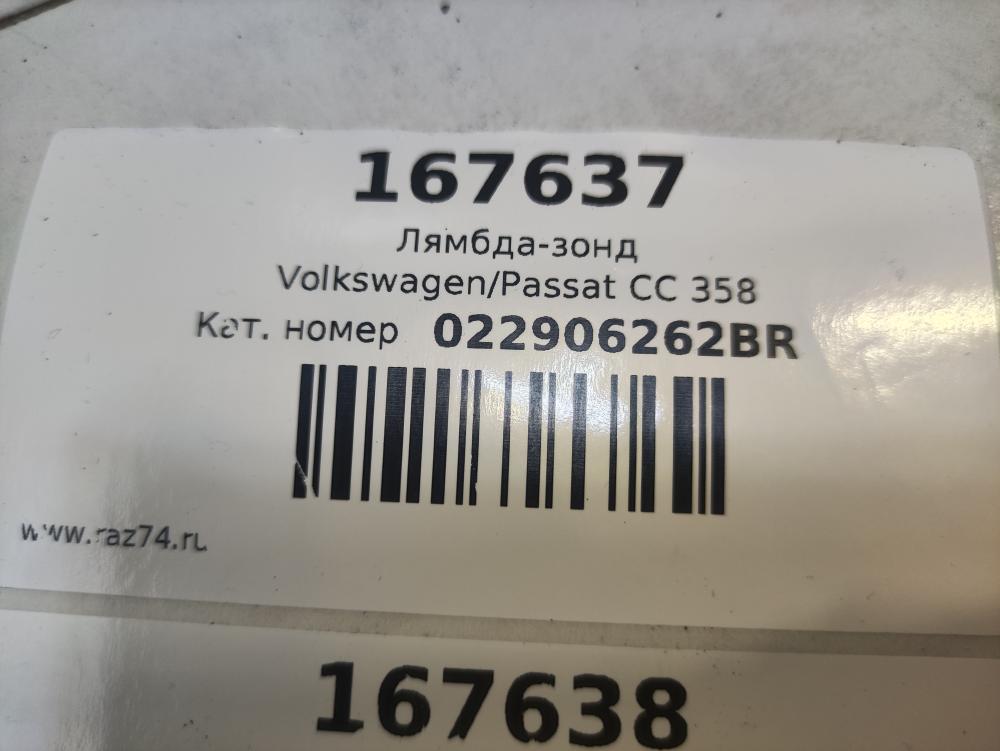 167637
Лямбда-зонд
Volkswagen/Passat CC 358
Кат. номер 022906262BR
www.raz74.ru
167638